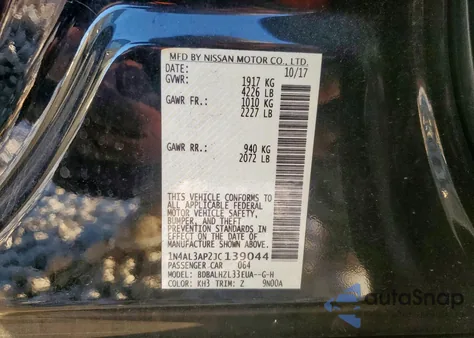 MFD BY NISSAN MOTOR CO., LTD.
DATE: 10/17
GVWR: 1917 KG
4226 LB
GAWR FR.: 1010 KG
2227 LB
GAWR RR.: 940 KG
2072 LB
THIS VEHICLE CONFORMS TO
ALL APPLICABLE FEDERAL
MOTOR VEHICLE SAFETY,
BUMPER, AND THEFT
PREVENTION STANDARDS IN
EFFECT ON THE DATE OF
MANUFACTURE SHOWN ABOVE.
1N4AL3AP2JC139044
PASSENGER CAR 064
MODEL: BDBALHZL33EUA--G-H
COLOR: KH3 TRIM: Z 9N00A
autoSnap